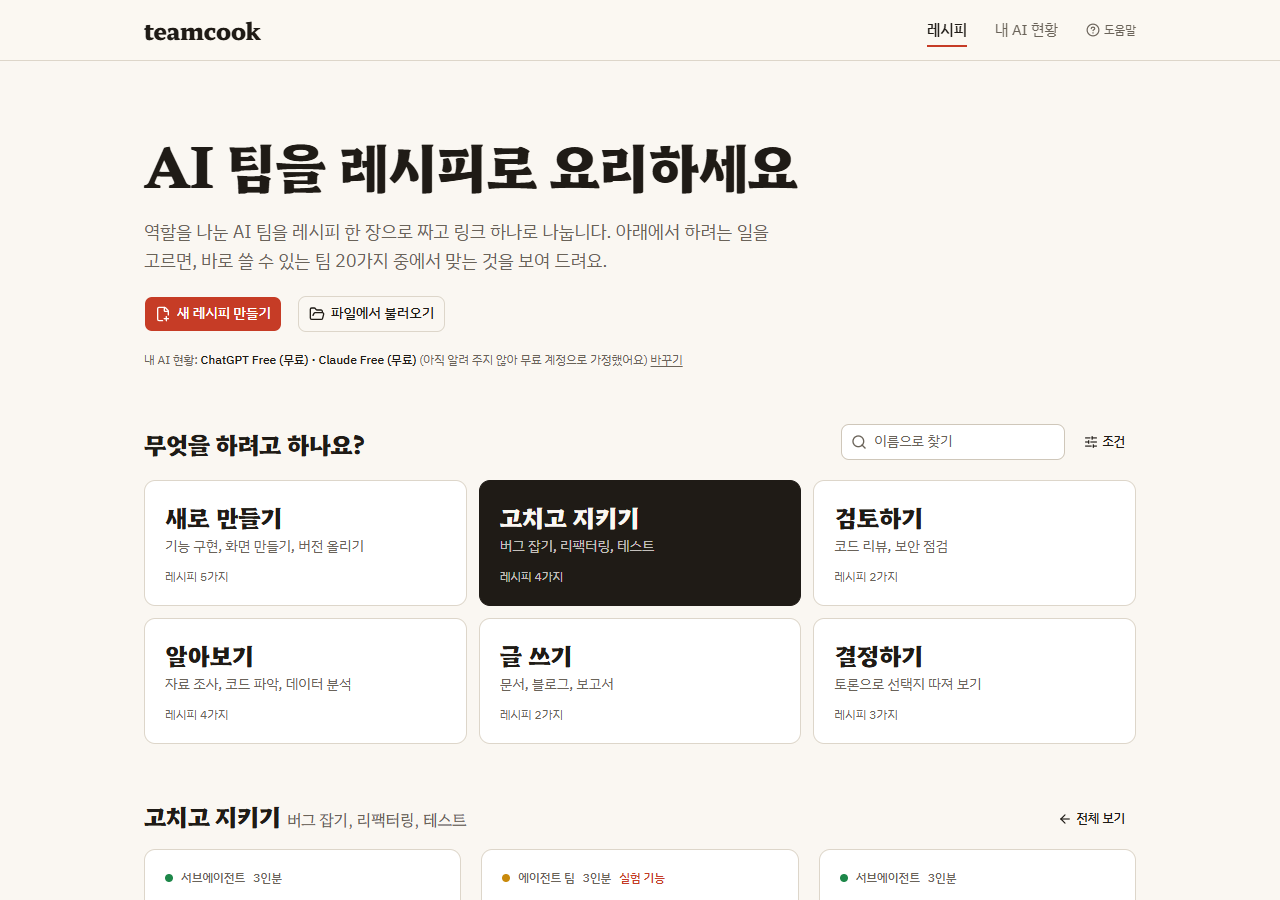 teamcook
레시피
내 AI 현황
도움말
AI 팀을 레시피로 요리하세요
역할을 나눈 AI 팀을 레시피 한 장으로 짜고 링크 하나로 나눕니다. 아래에서 하려는 일을
고르면, 바로 쓸 수 있는 팀 20가지 중에서 맞는 것을 보여 드려요.
새 레시피 만들기
파일에서 불러오기
내 AI 현황: ChatGPT Free (무료) · Claude Free (무료) (아직 알려 주지 않아 무료 계정으로 가정했어요) 바꾸기
무엇을 하려고 하나요?
이름으로 찾기
조건
새로 만들기
기능 구현, 화면 만들기, 버전 올리기
레시피 5가지
고치고 지키기
버그 잡기, 리팩터링, 테스트
레시피 4가지
검토하기
코드 리뷰, 보안 점검
레시피 2가지
알아보기
자료 조사, 코드 파악, 데이터 분석
레시피 4가지
글 쓰기
문서, 블로그, 보고서
레시피 2가지
결정하기
토론으로 선택지 따져 보기
레시피 3가지
고치고 지키기 버그 잡기, 리팩터링, 테스트
전체 보기
서브에이전트 3인분
에이전트 팀 3인분 실험 기능
서브에이전트 3인분